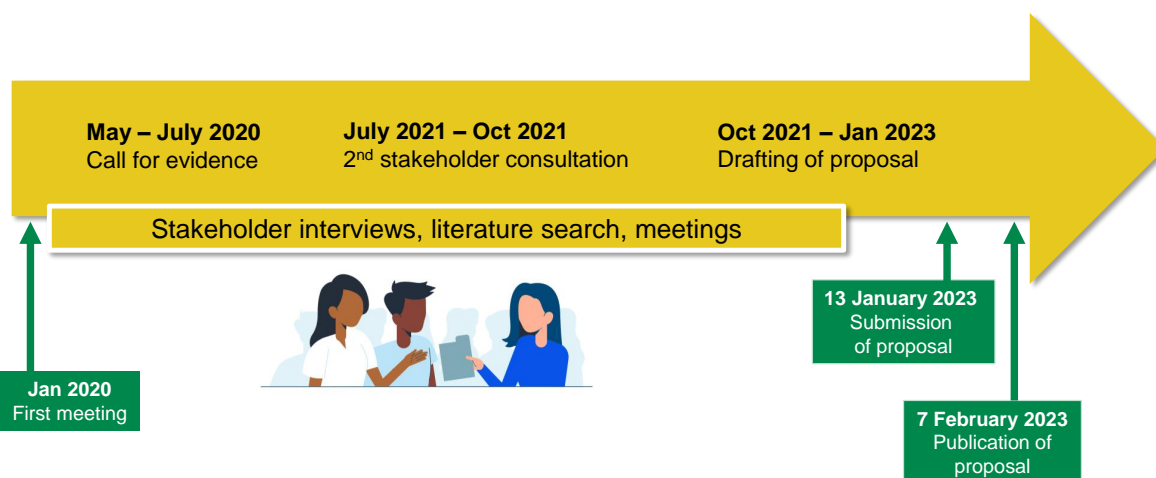 May – July 2020
Call for evidence
July 2021 – Oct 2021
2nd stakeholder consultation
Oct 2021 – Jan 2023
Drafting of proposal
Stakeholder interviews, literature search, meetings
Jan 2020
First meeting
13 January 2023
Submission
of proposal
7 February 2023
Publication of
proposal